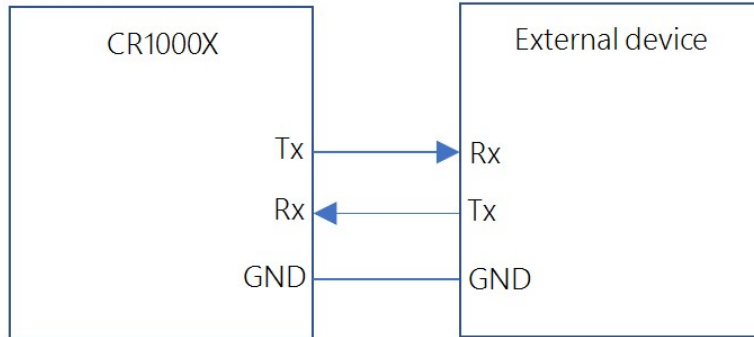 CR1000X
External device
Tx
Rx
Rx
Tx
GND
GND